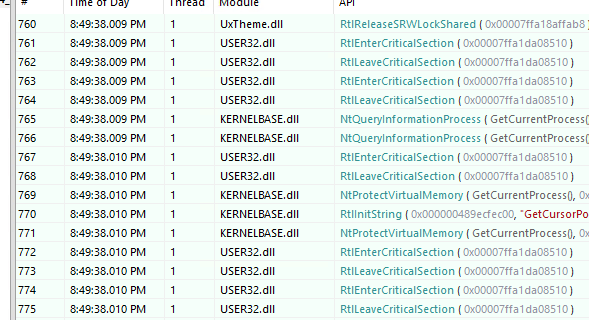 # Time of Day Thread Module API
760 8:49:38.009 PM 1 UxTheme.dll RtlReleaseSRWLockShared ( 0x00007ffa18affab8 )
761 8:49:38.009 PM 1 USER32.dll RtlEnterCriticalSection ( 0x00007ffa1da08510 )
762 8:49:38.009 PM 1 USER32.dll RtlLeaveCriticalSection ( 0x00007ffa1da08510 )
763 8:49:38.009 PM 1 USER32.dll RtlEnterCriticalSection ( 0x00007ffa1da08510 )
764 8:49:38.009 PM 1 USER32.dll RtlLeaveCriticalSection ( 0x00007ffa1da08510 )
765 8:49:38.009 PM 1 KERNELBASE.dll NtQueryInformationProcess ( GetCurrentProcess()
766 8:49:38.009 PM 1 KERNELBASE.dll NtQueryInformationProcess ( GetCurrentProcess()
767 8:49:38.010 PM 1 USER32.dll RtlEnterCriticalSection ( 0x00007ffa1da08510 )
768 8:49:38.010 PM 1 USER32.dll RtlLeaveCriticalSection ( 0x00007ffa1da08510 )
769 8:49:38.010 PM 1 KERNELBASE.dll NtProtectVirtualMemory ( GetCurrentProcess(), 0x
770 8:49:38.010 PM 1 KERNELBASE.dll RtlInitString ( 0x000000489ecfec00, "GetCursorPo
771 8:49:38.010 PM 1 KERNELBASE.dll NtProtectVirtualMemory ( GetCurrentProcess(), 0x
772 8:49:38.010 PM 1 USER32.dll RtlEnterCriticalSection ( 0x00007ffa1da08510 )
773 8:49:38.010 PM 1 USER32.dll RtlLeaveCriticalSection ( 0x00007ffa1da08510 )
774 8:49:38.010 PM 1 USER32.dll RtlEnterCriticalSection ( 0x00007ffa1da08510 )
775 8:49:38.010 PM 1 USER32.dll RtlLeaveCriticalSection ( 0x00007ffa1da08510 )